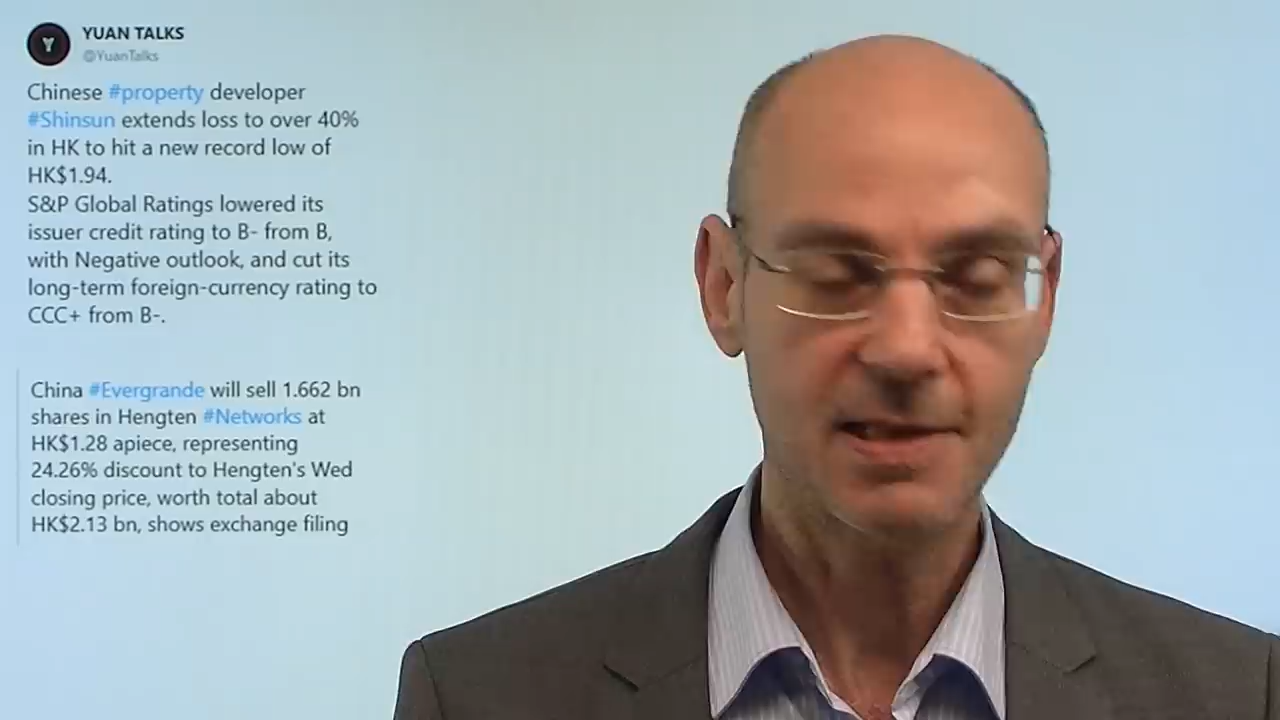 Y
YUAN TALKS
@YuanTalks
Chinese #property developer
#Shinsun extends loss to over 40%
in HK to hit a new record low of
HK$1.94.
S&P Global Ratings lowered its
issuer credit rating to B- from B,
with Negative outlook, and cut its
long-term foreign-currency rating to
CCC+ from B-.
China #Evergrande will sell 1.662 bn
shares in Hengten #Networks at
HK$1.28 apiece, representing
24.26% discount to Hengten's Wed
closing price, worth total about
HK$2.13 bn, shows exchange filing